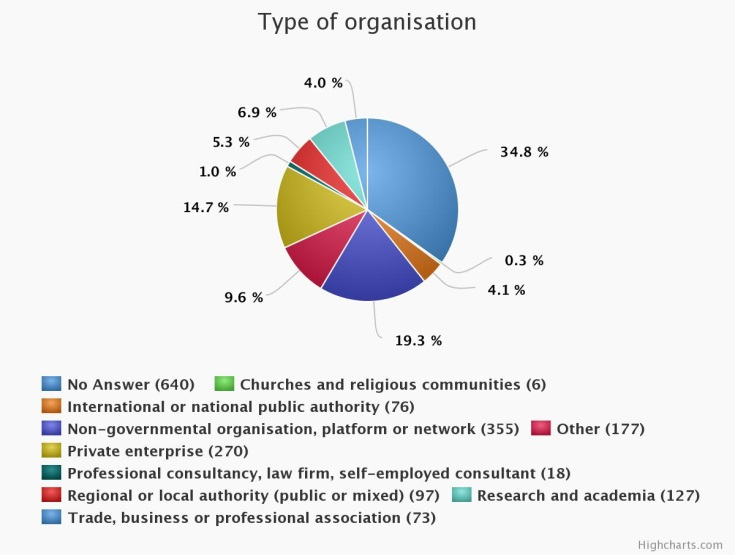 Type of organisation
4.0 %
6.9 %
5.3 %
34.8 %
1.0 %
14.7 %
0.3 %
4.1 %
9.6 %
19.3 %
No Answer (640) Churches and religious communities (6)
International or national public authority (76)
Non-governmental organisation, platform or network (355) Other (177)
Private enterprise (270)
Professional consultancy, law firm, self-employed consultant (18)
Regional or local authority (public or mixed) (97) Research and academia (127)
Trade, business or professional association (73)
Highcharts.com